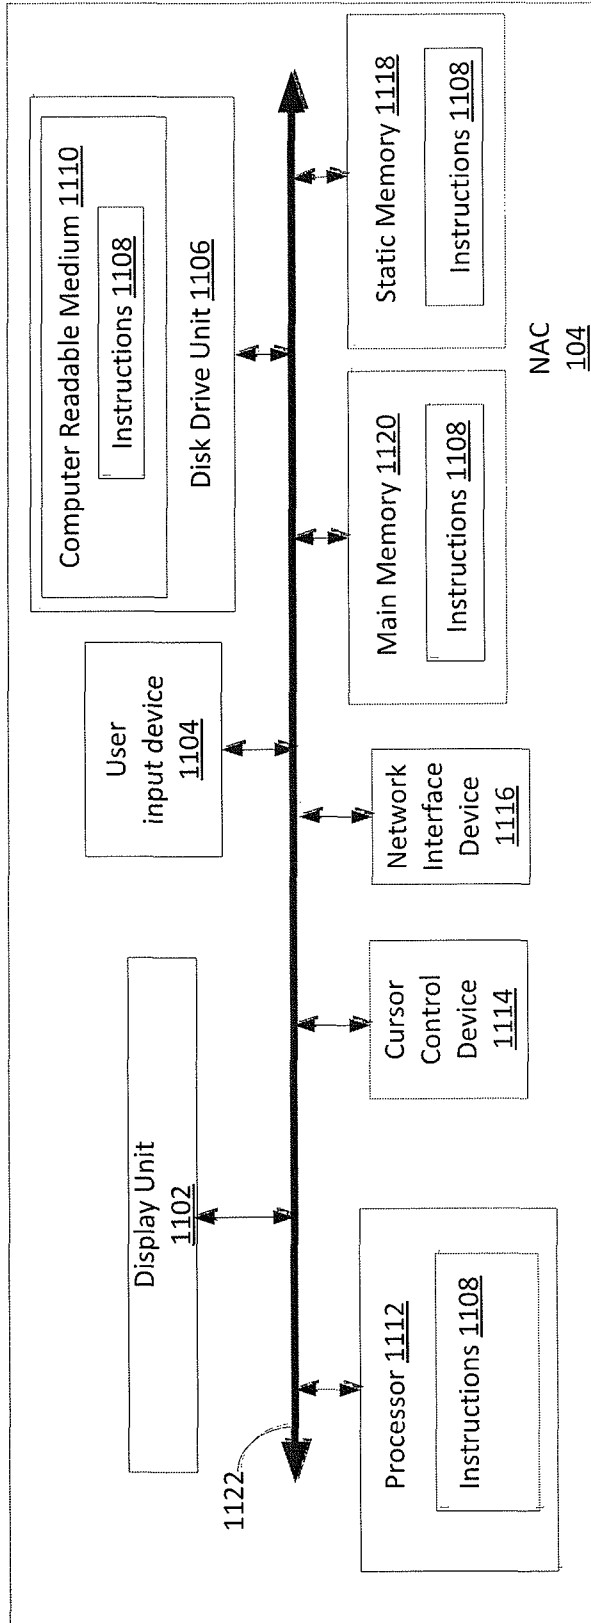 Display Unit
1102
User
input device
1104
Computer Readable Medium 1110
Instructions 1108
Disk Drive Unit 1106
1122
Processor 1112
Instructions 1108
Cursor
Control
Device
1114
Network
Interface
Device
1116
Main Memory 1120
Instructions 1108
Static Memory 1118
Instructions 1108
NAC
104